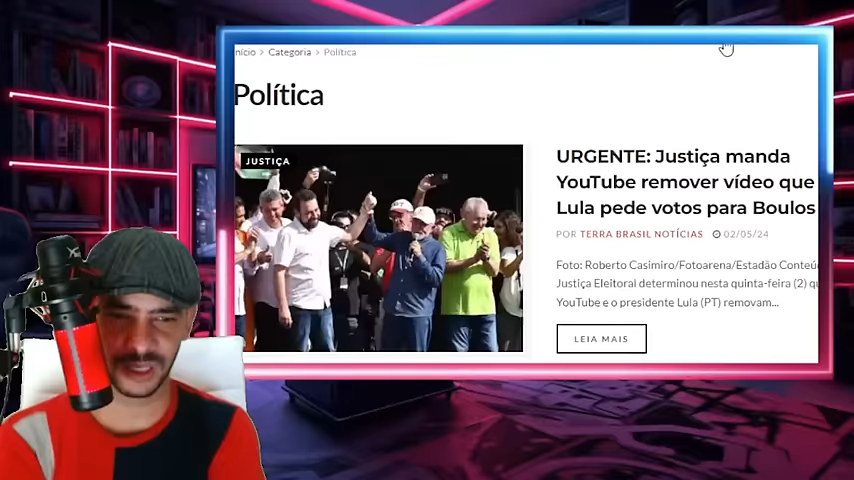 nício > Categoria > Política
Política
JUSTIÇA
URGENTE: Justiça manda
YouTube remover vídeo que
Lula pede votos para Boulos
POR TERRA BRASIL NOTÍCIAS 02/05/24
Foto: Roberto Casimiro/Fotoarena/Estadão Conteú
Justiça Eleitoral determinou nesta quinta-feira (2) qu
YouTube e o presidente Lula (PT) removam...
LEIA MAIS